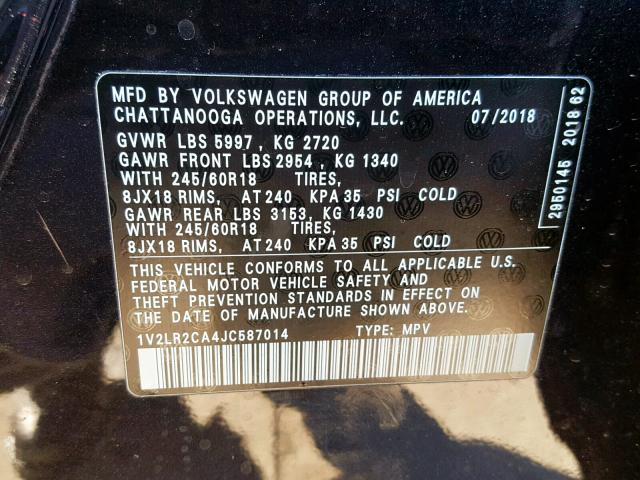 MFD BY VOLKSWAGEN GROUP OF AMERICA
CHATTANOOGA OPERATIONS, LLC. 07/2018
GVWR LBS 5997, KG 2720
GAWR FRONT LBS 2954, KG 1340
WITH 245/60R18 TIRES,
8JX18 RIMS, AT 240 KPA 35 PSI COLD
GAWR REAR LBS 3153, KG 1430
WITH 245/60R18 TIRES,
8JX18 RIMS, AT 240 KPA 35 PSI COLD
THIS VEHICLE CONFORMS TO ALL APPLICABLE U.S.
FEDERAL MOTOR VEHICLE SAFETY AND
THEFT PREVENTION STANDARDS IN EFFECT ON
THE DATE OF MANUFACTURE SHOWN ABOVE.
1V2LR2CA4JC587014 TYPE: MPV
2950145 2018 62